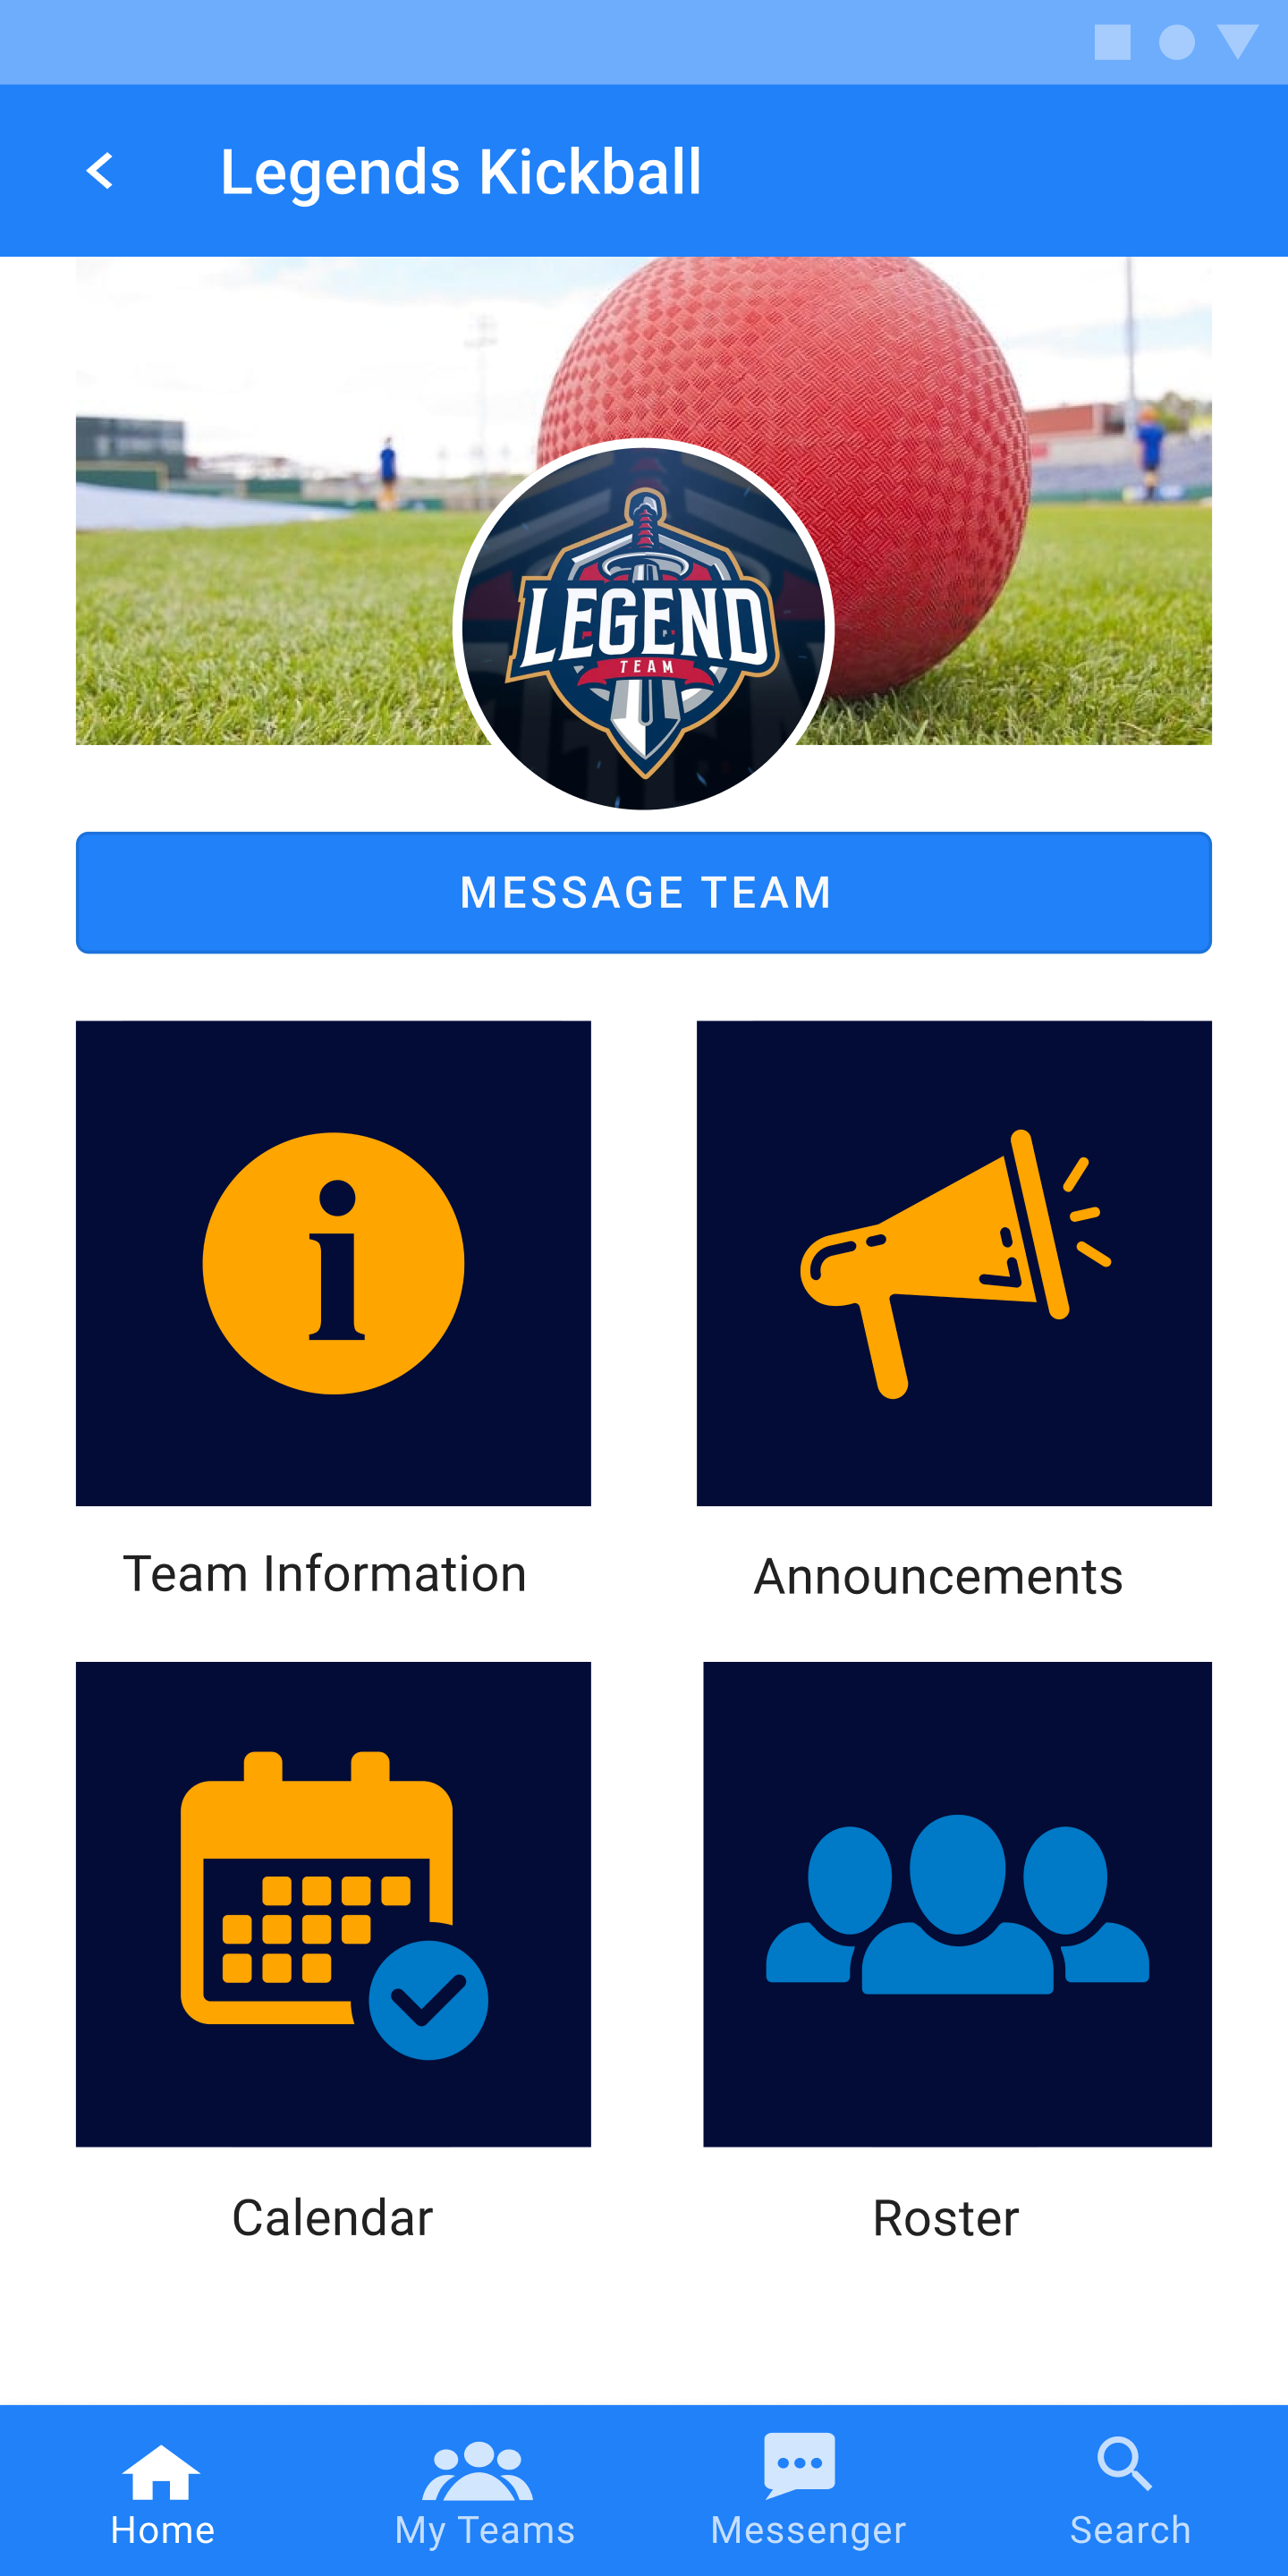 Legends Kickball
LEGEND
TEAM
MESSAGE TEAM
Team Information
Announcements
Calendar
Roster
Home
My Teams
Messenger
Search